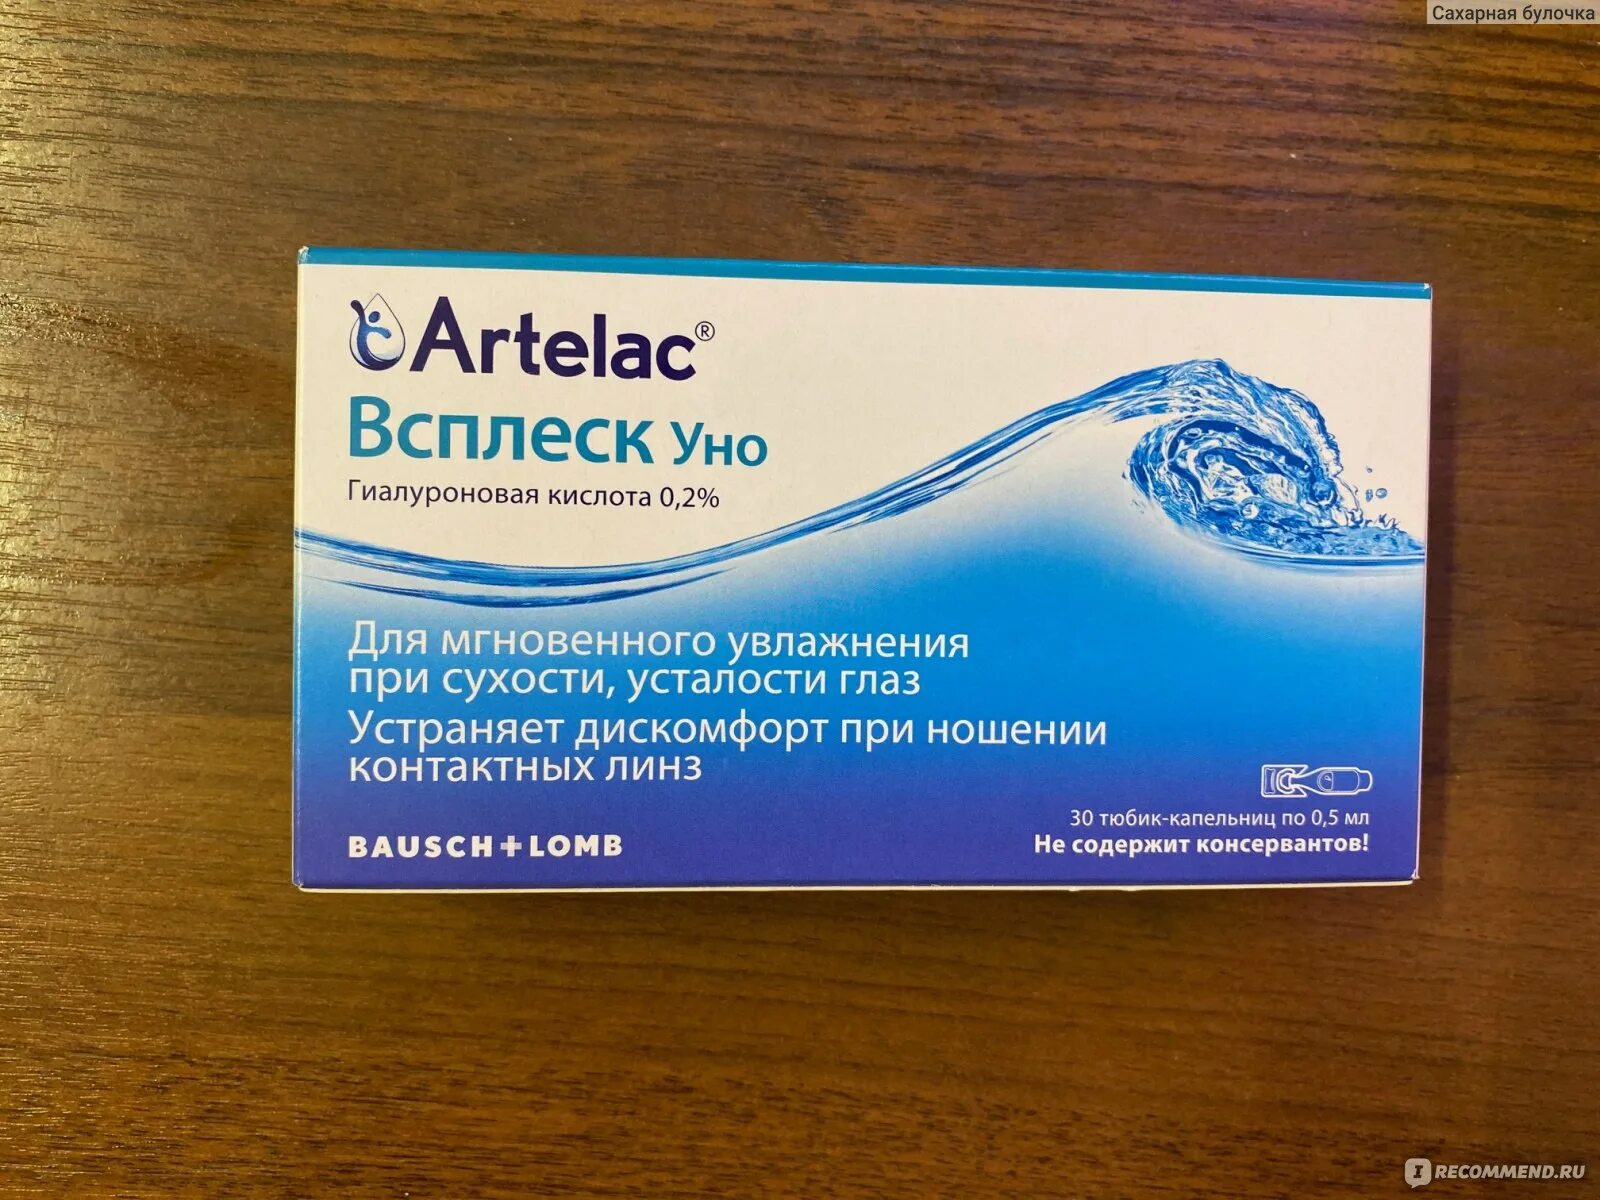 Сахарная булочка
Artelac®
Всплеск Уно
Гиалуроновая кислота 0,2%
Для мгновенного увлажнения
при сухости, усталости глаз
Устраняет дискомфорт при ношении
контактных линз
30 тюбик-капельниц по 0,5 мл
Не содержит консервантов!
BAUSCH + LOMB
IRECOMMEND.RU